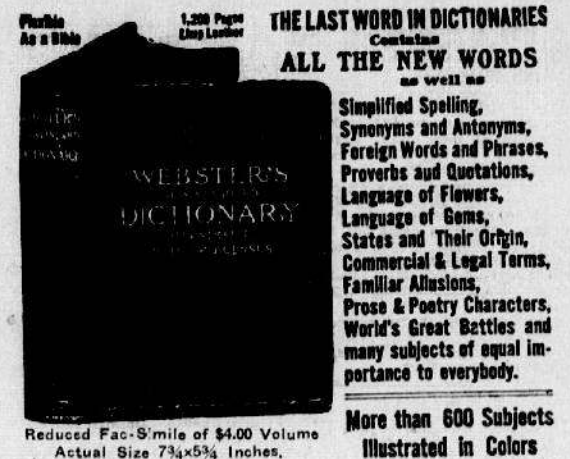 Flexible
As a Bible
1,200 Pages
Limp Leather
THE LAST WORD IN DICTIONARIES
Contains
ALL THE NEW WORDS
as well as
Simplified Spelling,
Synonyms and Antonyms,
Foreign Words and Phrases,
Proverbs aud Quotations,
Language of Flowers,
Language of Gems,
States and Their Origin,
Commercial & Legal Terms,
Familiar Allusions,
Prose & Poetry Characters,
World's Great Battles and
many subjects of equal im-
portance to everybody.
More than 600 Subjects
Illustrated in Colors
WEBSTER'S
DICTIONARY
Reduced Fac-Simile of $4.00 Volume
Actual Size 7¾x5¾ Inches.